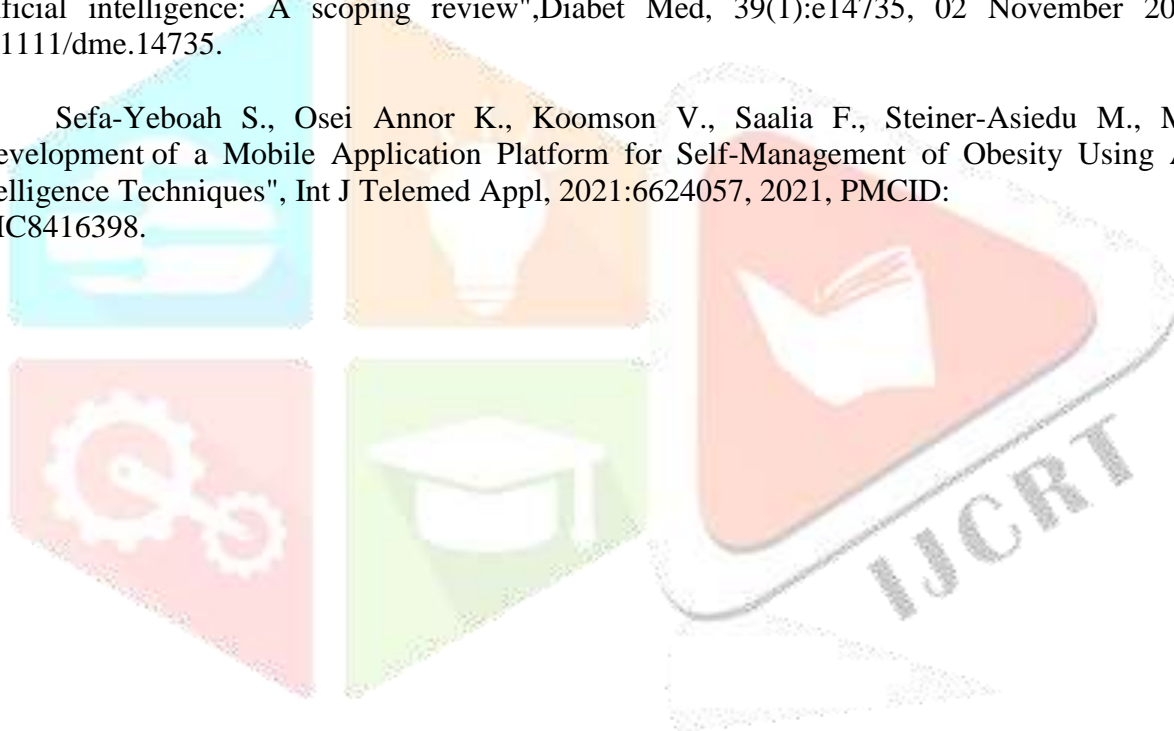 ificial intelligence: A scoping review",Diabet Med, 39(1):e14735, 02 November 20
1111/dme.14735.
Sefa-Yeboah S., Osei Annor K., Koomson V., Saalia F., Steiner-Asiedu M., M
evelopment of a Mobile Application Platform for Self-Management of Obesity Using A
elligence Techniques", Int J Telemed Appl, 2021:6624057, 2021, PMCID:
IC8416398.
IJCRT